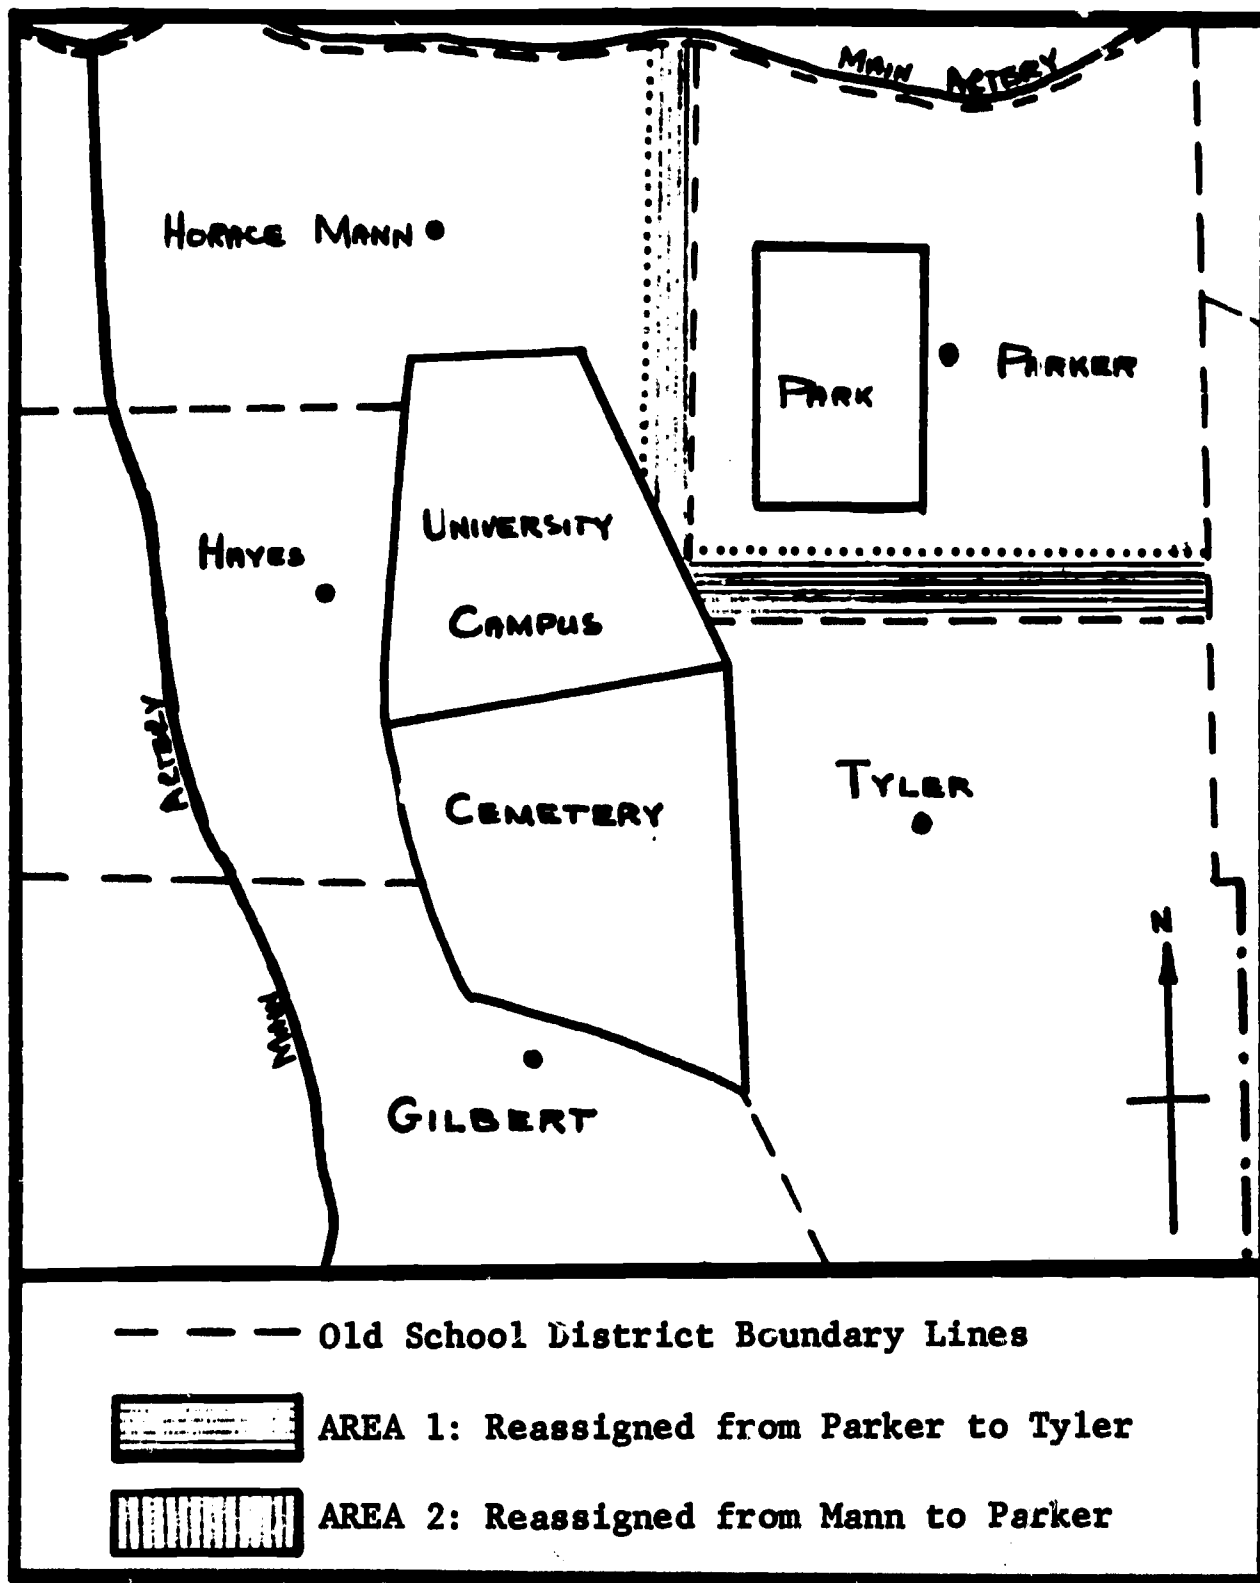 MAIN ARTERY
HORACE MANN
PARK
PARKER
UNIVERSITY
CAMPUS
HAYES
ARTERY
MAIN
CEMETERY
TYLER
N
GILBERT
Old School District Boundary Lines
AREA 1: Reassigned from Parker to Tyler
AREA 2: Reassigned from Mann to Parker